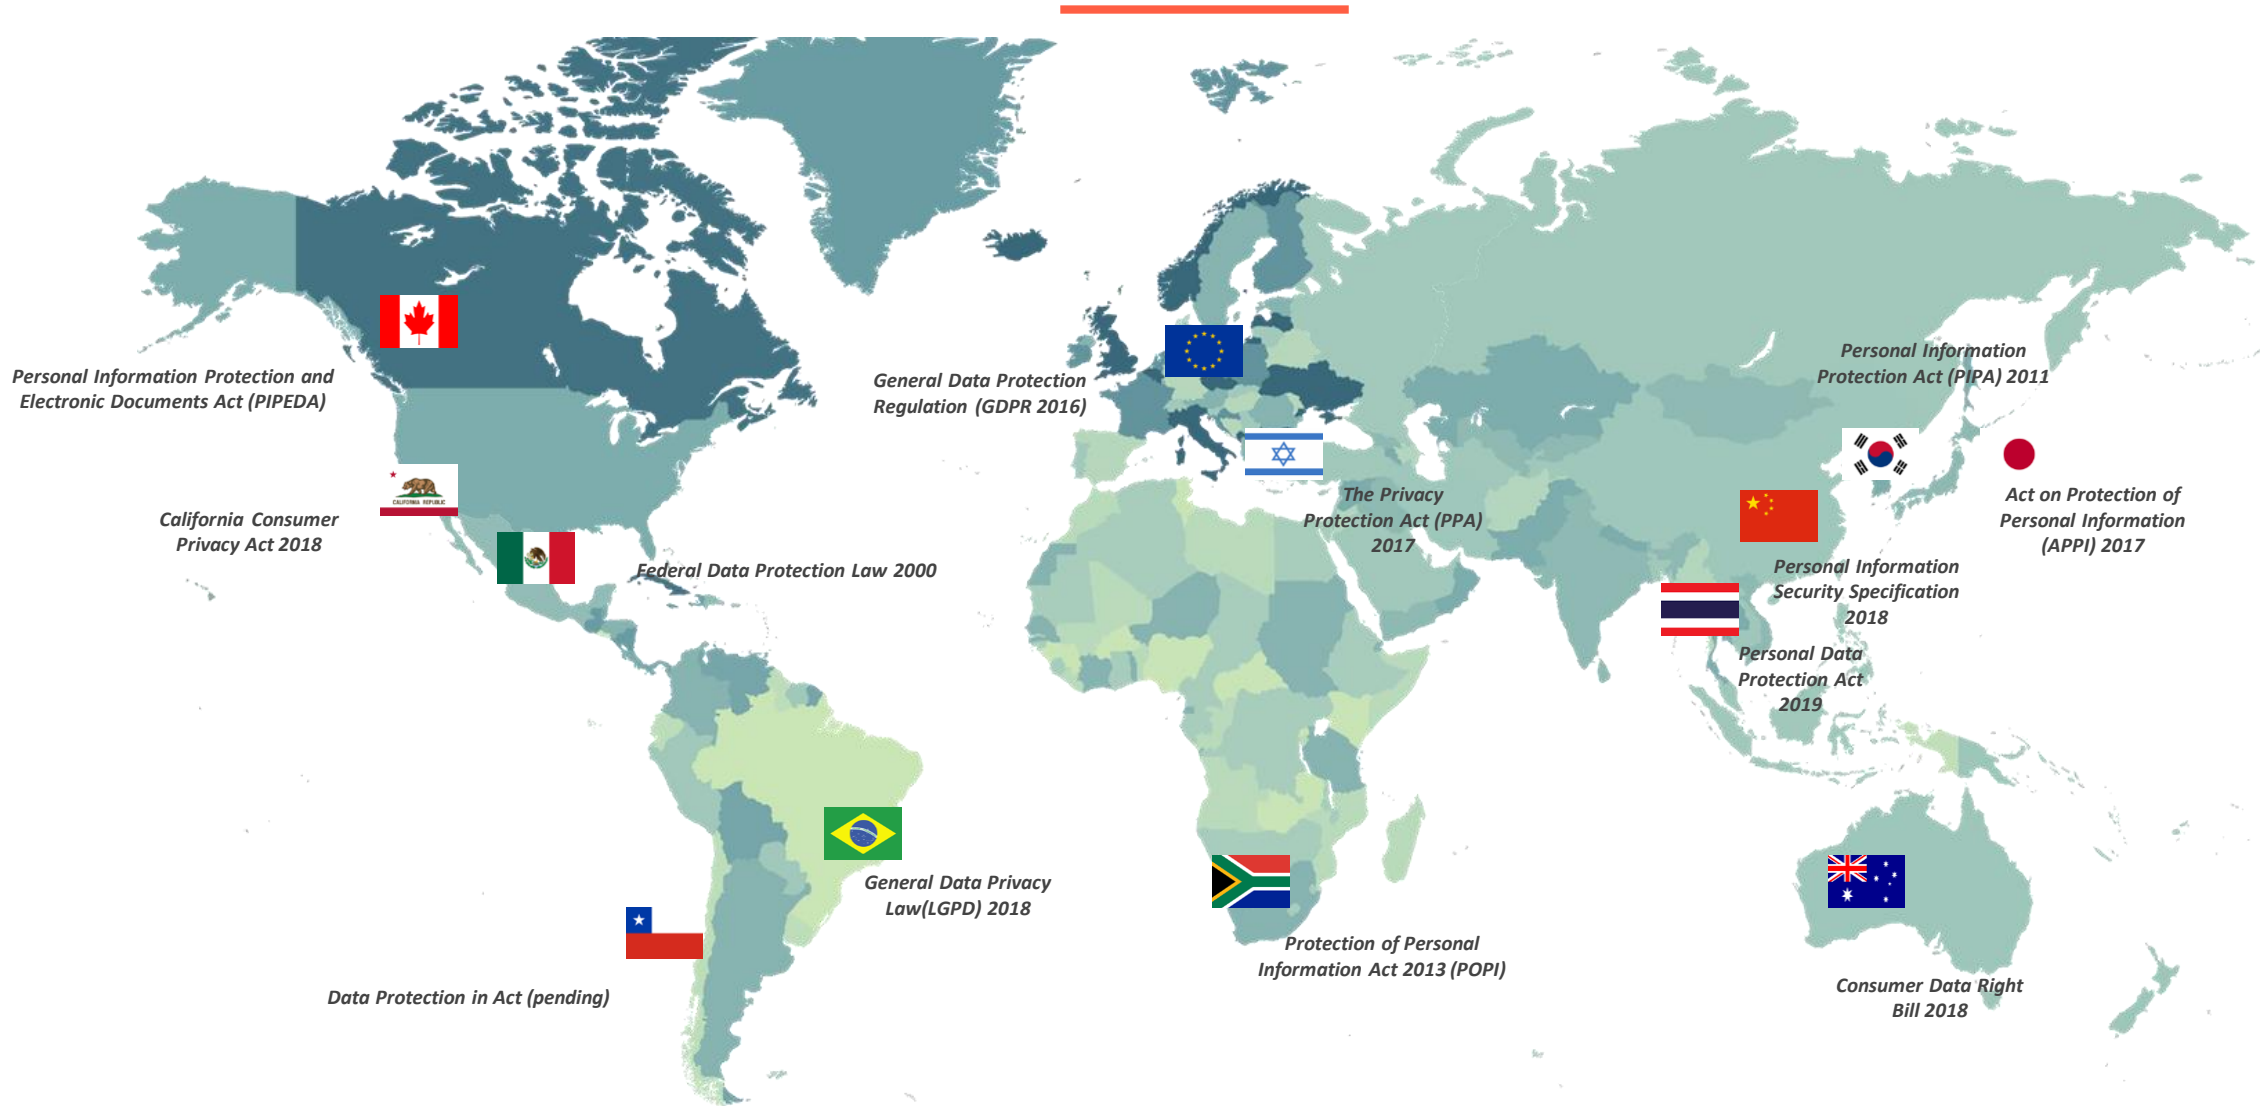 Personal Information Protection and
Electronic Documents Act (PIPEDA)
California Consumer
Privacy Act 2018
CALIFORNIA REPUBLIC
Federal Data Protection Law 2000
General Data Privacy
Law(LGPD) 2018
Data Protection in Act (pending)
General Data Protection
Regulation (GDPR 2016)
The Privacy
Protection Act (PPA)
2017
Protection of Personal
Information Act 2013 (POPI)
Personal Information
Protection Act (PIPA) 2011
Act on Protection of
Personal Information
(APPI) 2017
Personal Information
Security Specification
2018
Personal Data
Protection Act
2019
Consumer Data Right
Bill 2018